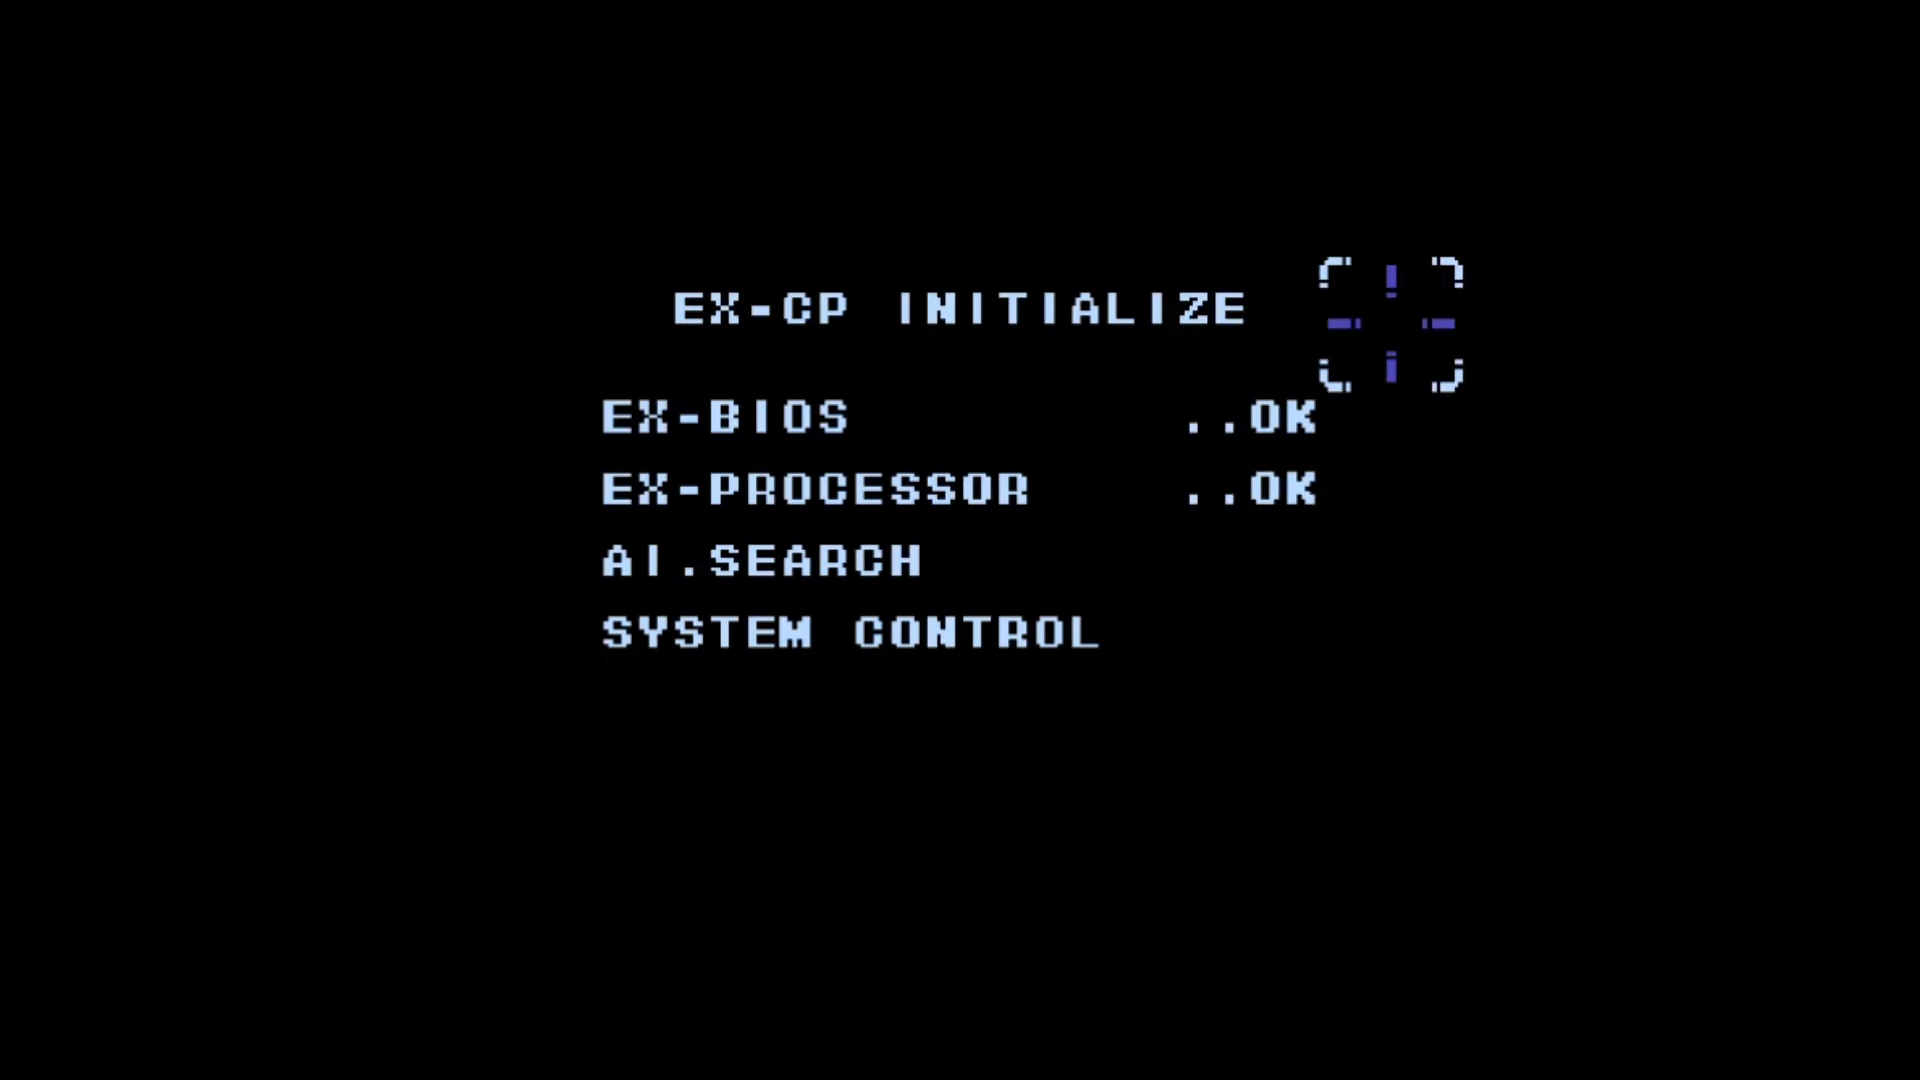 EX-CP INITIALIZE
EX-BIOS ..OK
EX-PROCESSOR ..OK
AI.SEARCH
SYSTEM CONTROL